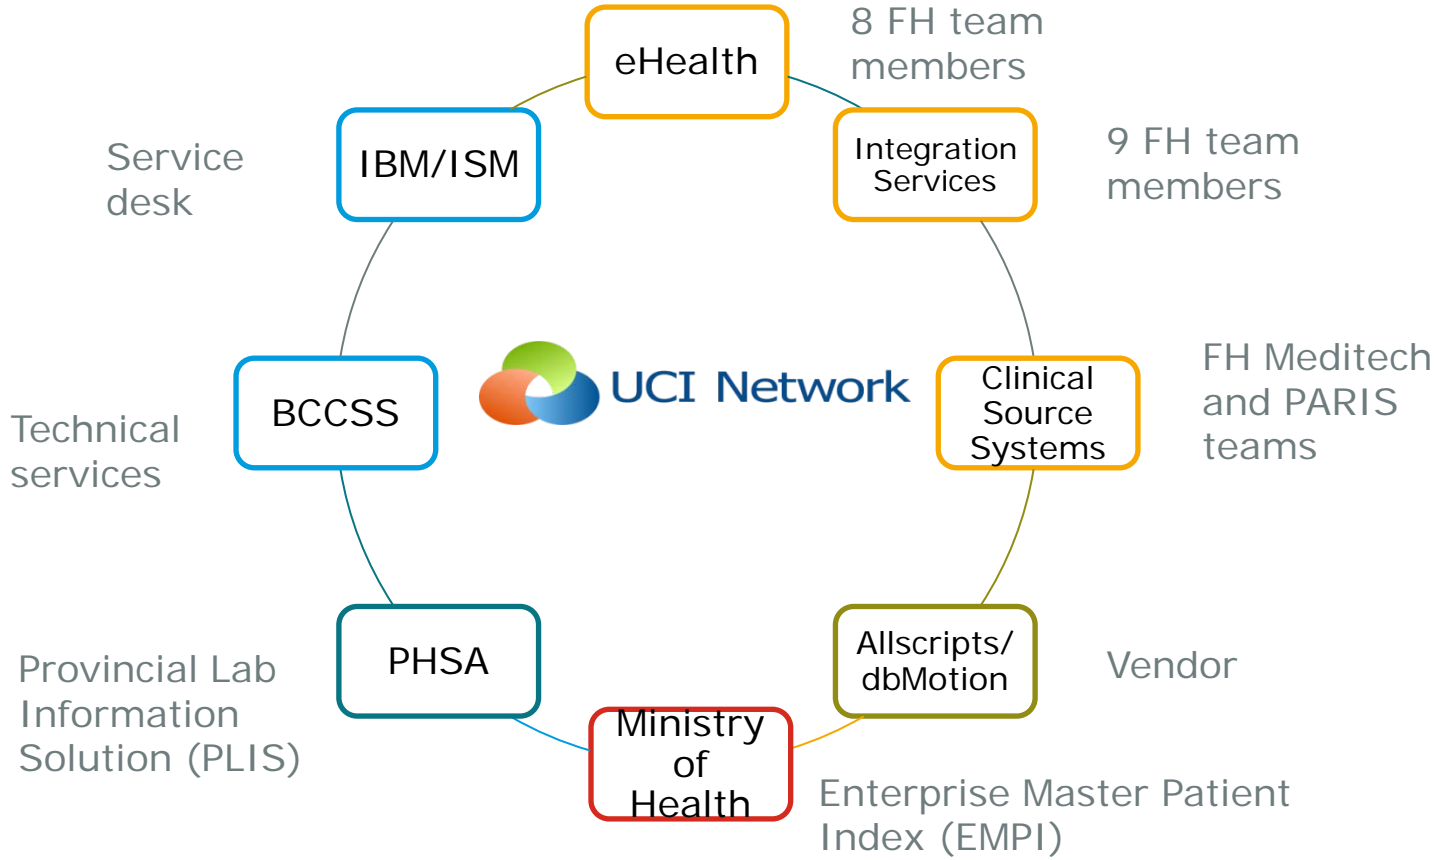 eHealth
8 FH team
members
Integration
Services
9 FH team
members
Clinical
Source
Systems
FH Meditech
and PARIS
teams
Allscripts/
dbMotion
Vendor
Ministry
of
Health
Enterprise Master Patient
Index (EMPI)
PHSA
Provincial Lab
Information
Solution (PLIS)
BCCSS
Technical
services
IBM/ISM
Service
desk
UCI Network